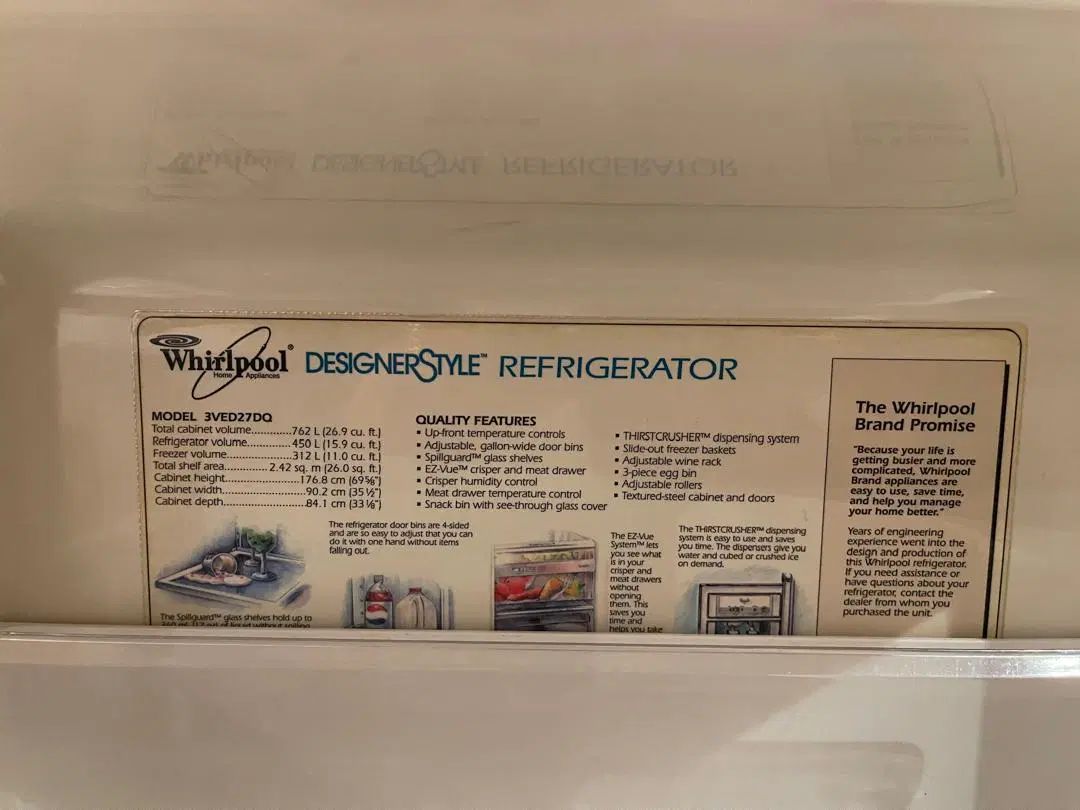 Whirlpool®
Home Appliances
DESIGNERSTYLE™ REFRIGERATOR
MODEL 3VED27DQ
Total cabinet volume..............762 L (26.9 cu. ft.)
Refrigerator volume..............450 L (15.9 cu. ft.)
Freezer volume..............312 L (11.0 cu. ft.)
Total shelf area............. 2.42 sq. m (26.0 sq. ft.)
Cabinet height..............176.8 cm (69⅝")
Cabinet width..............90.2 cm (35½")
Cabinet depth..............84.1 cm (33⅛")
QUALITY FEATURES
▪ Up-front temperature controls
▪ Adjustable, gallon-wide door bins
▪ Spillguard™ glass shelves
▪ EZ-Vue™ crisper and meat drawer
▪ Crisper humidity control
▪ Meat drawer temperature control
▪ Snack bin with see-through glass cover
▪ THIRSTCRUSHER™ dispensing system
▪ Slide-out freezer baskets
▪ Adjustable wine rack
▪ 3-piece egg bin
▪ Adjustable rollers
▪ Textured-steel cabinet and doors
The Spillguard™ glass shelves hold up to
The refrigerator door bins are 4-sided
and are so easy to adjust that you can
do it with one hand without items
falling out.
The EZ-Vue
System™ lets
you see what
is in your
crisper and
meat drawers
without
opening
them. This
saves you
time and
helps you take
The THIRSTCRUSHER™ dispensing
system is easy to use and saves
you time. The dispensers give you
water and cubed or crushed ice
on demand.
The Whirlpool
Brand Promise
"Because your life is
getting busier and more
complicated, Whirlpool
Brand appliances are
easy to use, save time,
and help you manage
your home better."
Years of engineering
experience went into the
design and production of
this Whirlpool refrigerator.
If you need assistance or
have questions about your
refrigerator, contact the
dealer from whom you
purchased the unit.